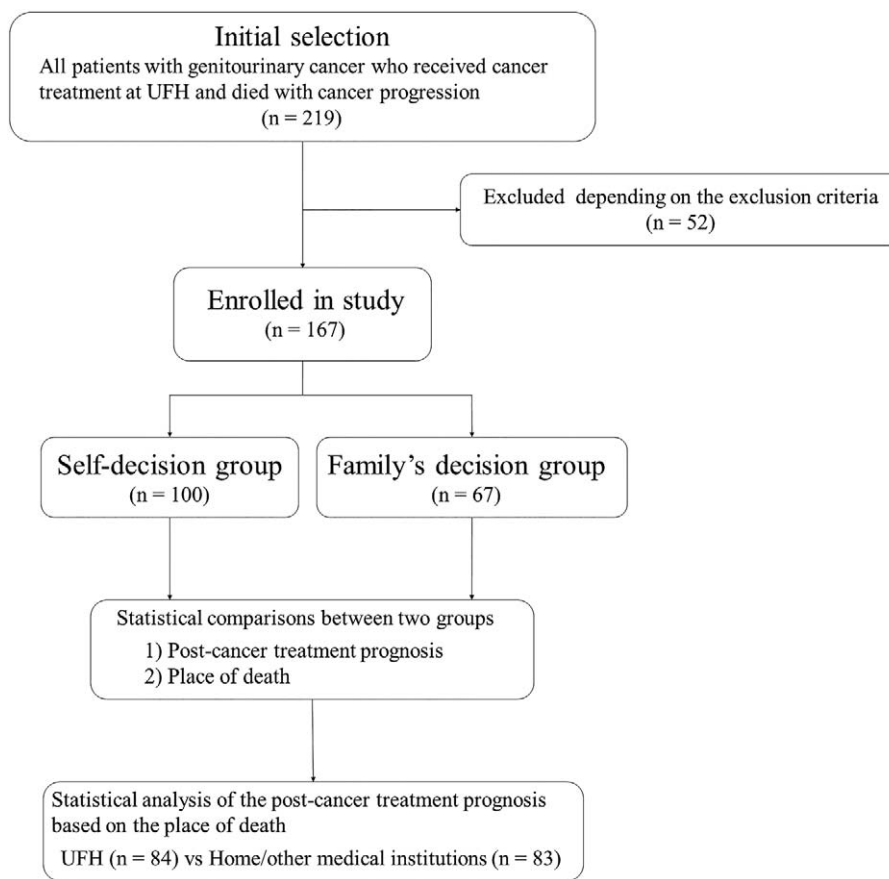 Initial selection
All patients with genitourinary cancer who received cancer
treatment at UFH and died with cancer progression
(n = 219)
Excluded depending on the exclusion criteria
(n = 52)
Enrolled in study
(n = 167)
Self-decision group
(n = 100)
Family’s decision group
(n = 67)
Statistical comparisons between two groups
1) Post-cancer treatment prognosis
2) Place of death
Statistical analysis of the post-cancer treatment prognosis
based on the place of death
UFH (n = 84) vs Home/other medical institutions (n = 83)